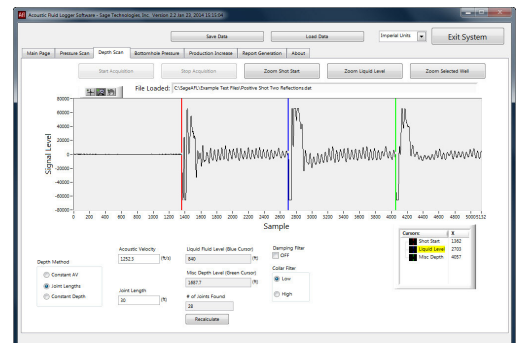 Acoustic Fluid Logger Software - Sage Technologies Inc. Version 2.2 Jan 23, 2014 15:15:04
Save Data Load Data Imperial Units Exit System
Main Page Pressure Scan Depth Scan Bottomhole Pressure Production Increase Report Generation About
Start Acquisition Stop Acquisition Zoom Shot Start Zoom Liquid Level Zoom Selected Well
File Loaded: C:\SageAFL\Example Test Files\Positive Shot Two Reflections.dat
80000
60000
40000
20000
0
-20000
-40000
-60000
-80000
Signal Level
0 200 400 600 800 1000 1200 1400 1600 1800 2000 2200 2400 2600 2800 3000 3200 3400 3600 3800 4000 4200 4400 4600 4800 5000 5112
Sample
Cursors: X
Shot Start 1362
Liquid Level 2703
Misc Depth 4057
Depth Method
Constant AV
Joint Lengths
Constant Depth
Acoustic Velocity
1252.3 (ft/s)
Joint Length
30 (ft)
Liquid Fluid Level (Blue Cursor)
840 (ft)
Misc Depth Level (Green Cursor)
1687.7 (ft)
# of Joints Found
28
Recalculate
Damping Filter
OFF
Collar Filter
Low
High